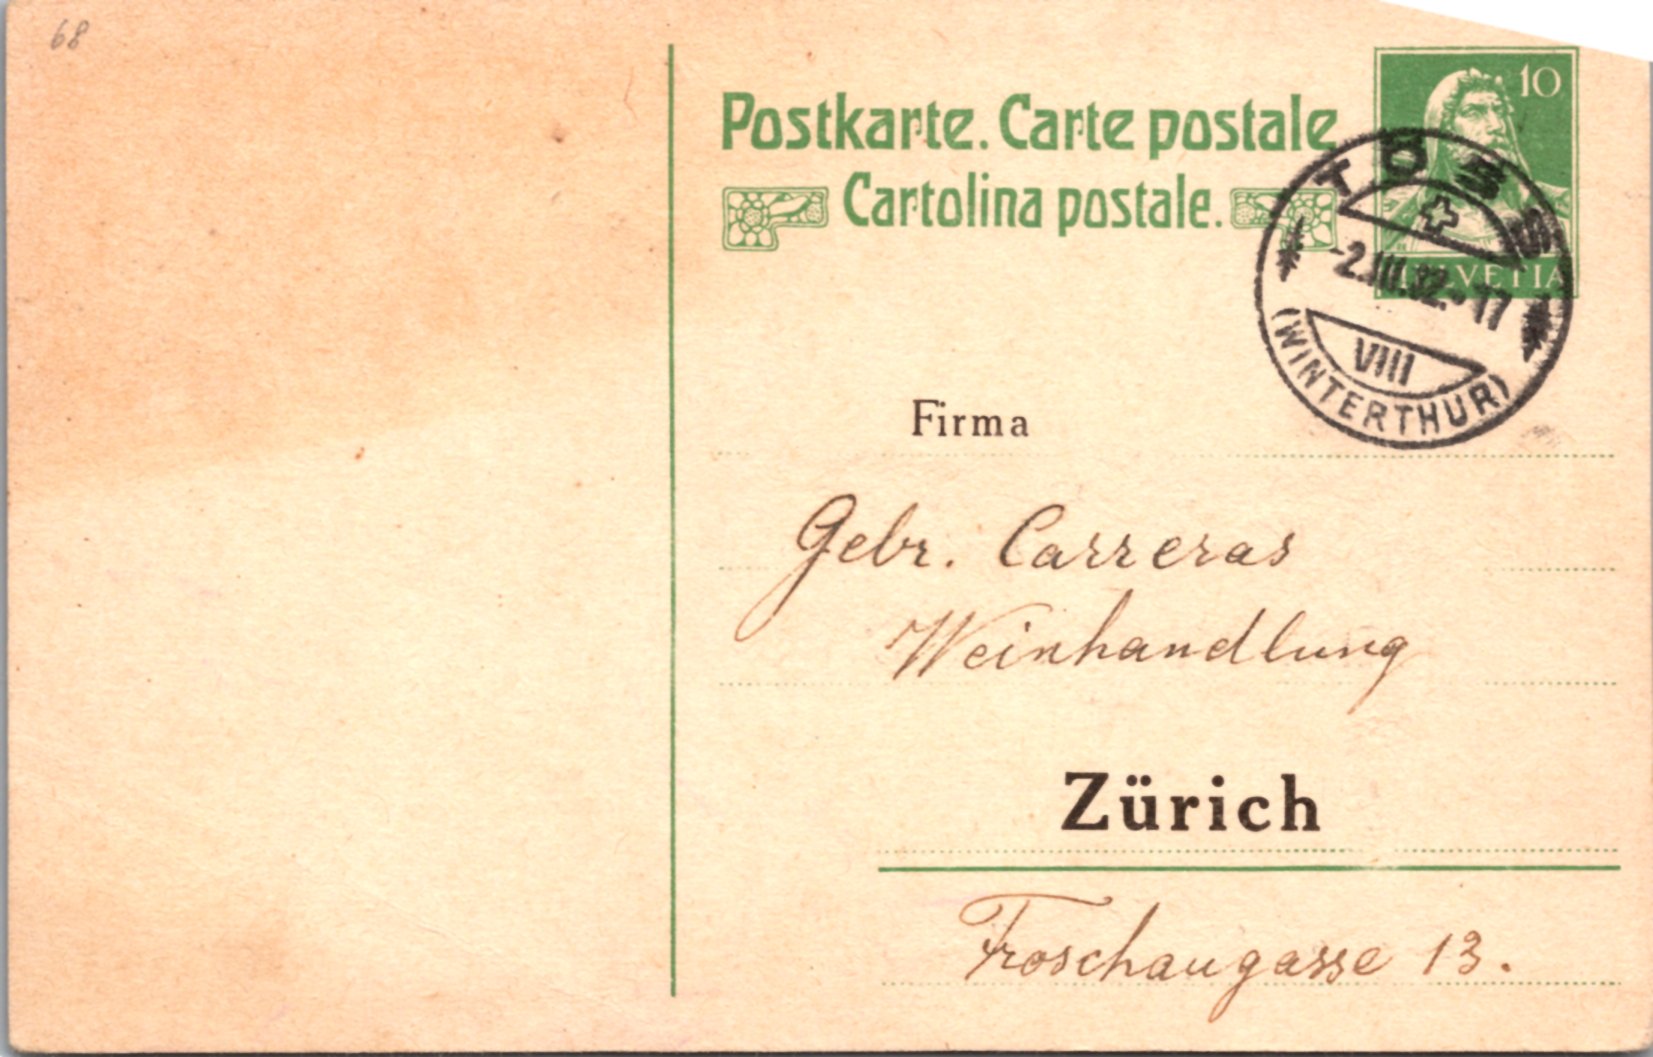 68
Postkarte. Carte postale
Cartolina postale.
10
HELVETIA
TÖSS
-2.III.32.-17
VIII
(WINTERTHUR)
Firma
Gebr. Carreras
Weinhandlung
Zürich
Froschaugasse 13.